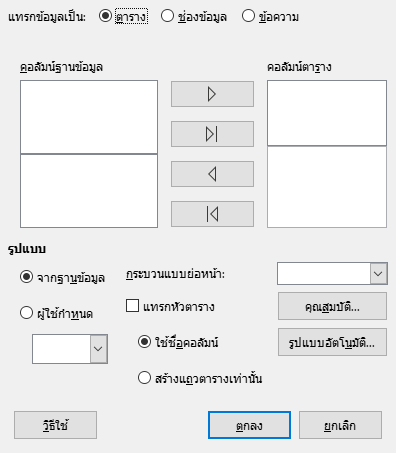 แทรกข้อมูลเป็น: ตาราง ช่องข้อมูล ข้อความ
คอลัมน์ฐานข้อมูล คอลัมน์ตาราง
รูปแบบ
จากฐานข้อมูล กระบวนแบบย่อหน้า:
ผู้ใช้กำหนด แทรกหัวตาราง คุณสมบัติ...
ใช้ชื่อคอลัมน์ รูปแบบอัตโนมัติ...
สร้างแถวตารางเท่านั้น
วิธีใช้ ตกลง ยกเลิก